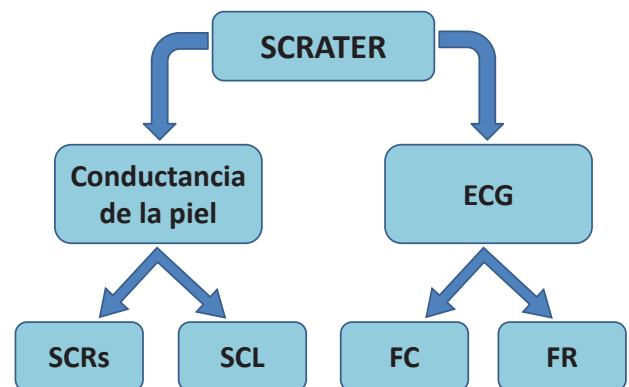 SCRATER
Conductancia
de la piel
ECG
SCRs
SCL
FC
FR